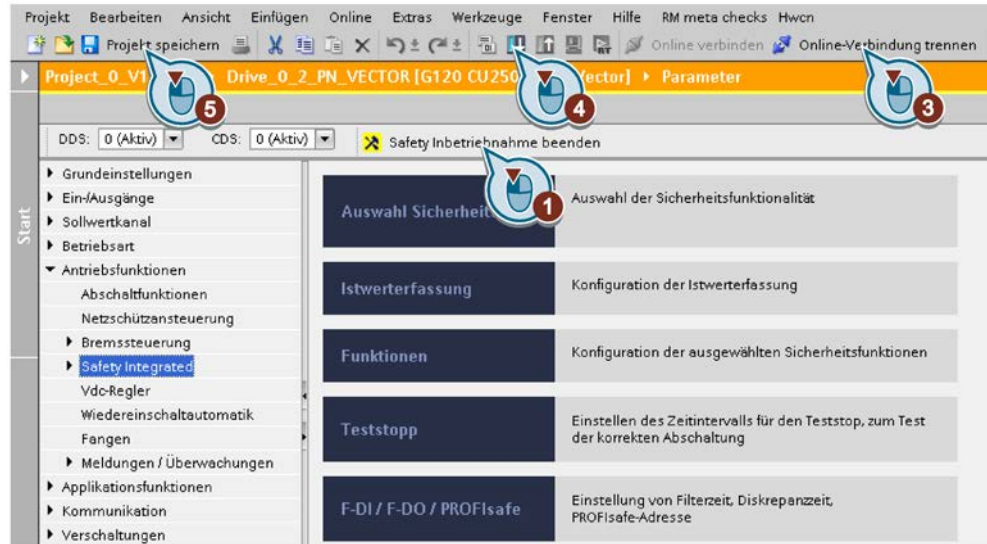 Projekt Bearbeiten Ansicht Einfügen Online Extras Werkzeuge Fenster Hilfe RM meta checks Hwcn
Projekt speichern Online verbinden Online-Verbindung trennen
Project_0_V1 Drive_0_2_PN_VECTOR [G120 CU250 Vector] Parameter
5
4
3
DDS: 0 (Aktiv) CDS: 0 (Aktiv) Safety Inbetriebnahme beenden
1
Start
Grundeinstellungen
Ein-/Ausgänge
Sollwertkanal
Betriebsart
Antriebsfunktionen
Abschaltfunktionen
Netzschützansteuerung
Bremssteuerung
Safety Integrated
Vdc-Regler
Wiedereinschaltautomatik
Fangen
Meldungen / Überwachungen
Applikationsfunktionen
Kommunikation
Verschaltungen
Auswahl Auswahl der Sicherheitsfunktionalität
Istwerterfassung Konfiguration der Istwerterfassung
Funktionen Konfiguration der ausgewählten Sicherheitsfunktionen
Teststopp Einstellen des Zeitintervalls für den Teststop, zum Test
der korrekten Abschaltung
F-DI / F-DO / PROFIsafe Einstellung von Filterzeit, Diskrepanzzeit,
PROFIsafe-Adresse